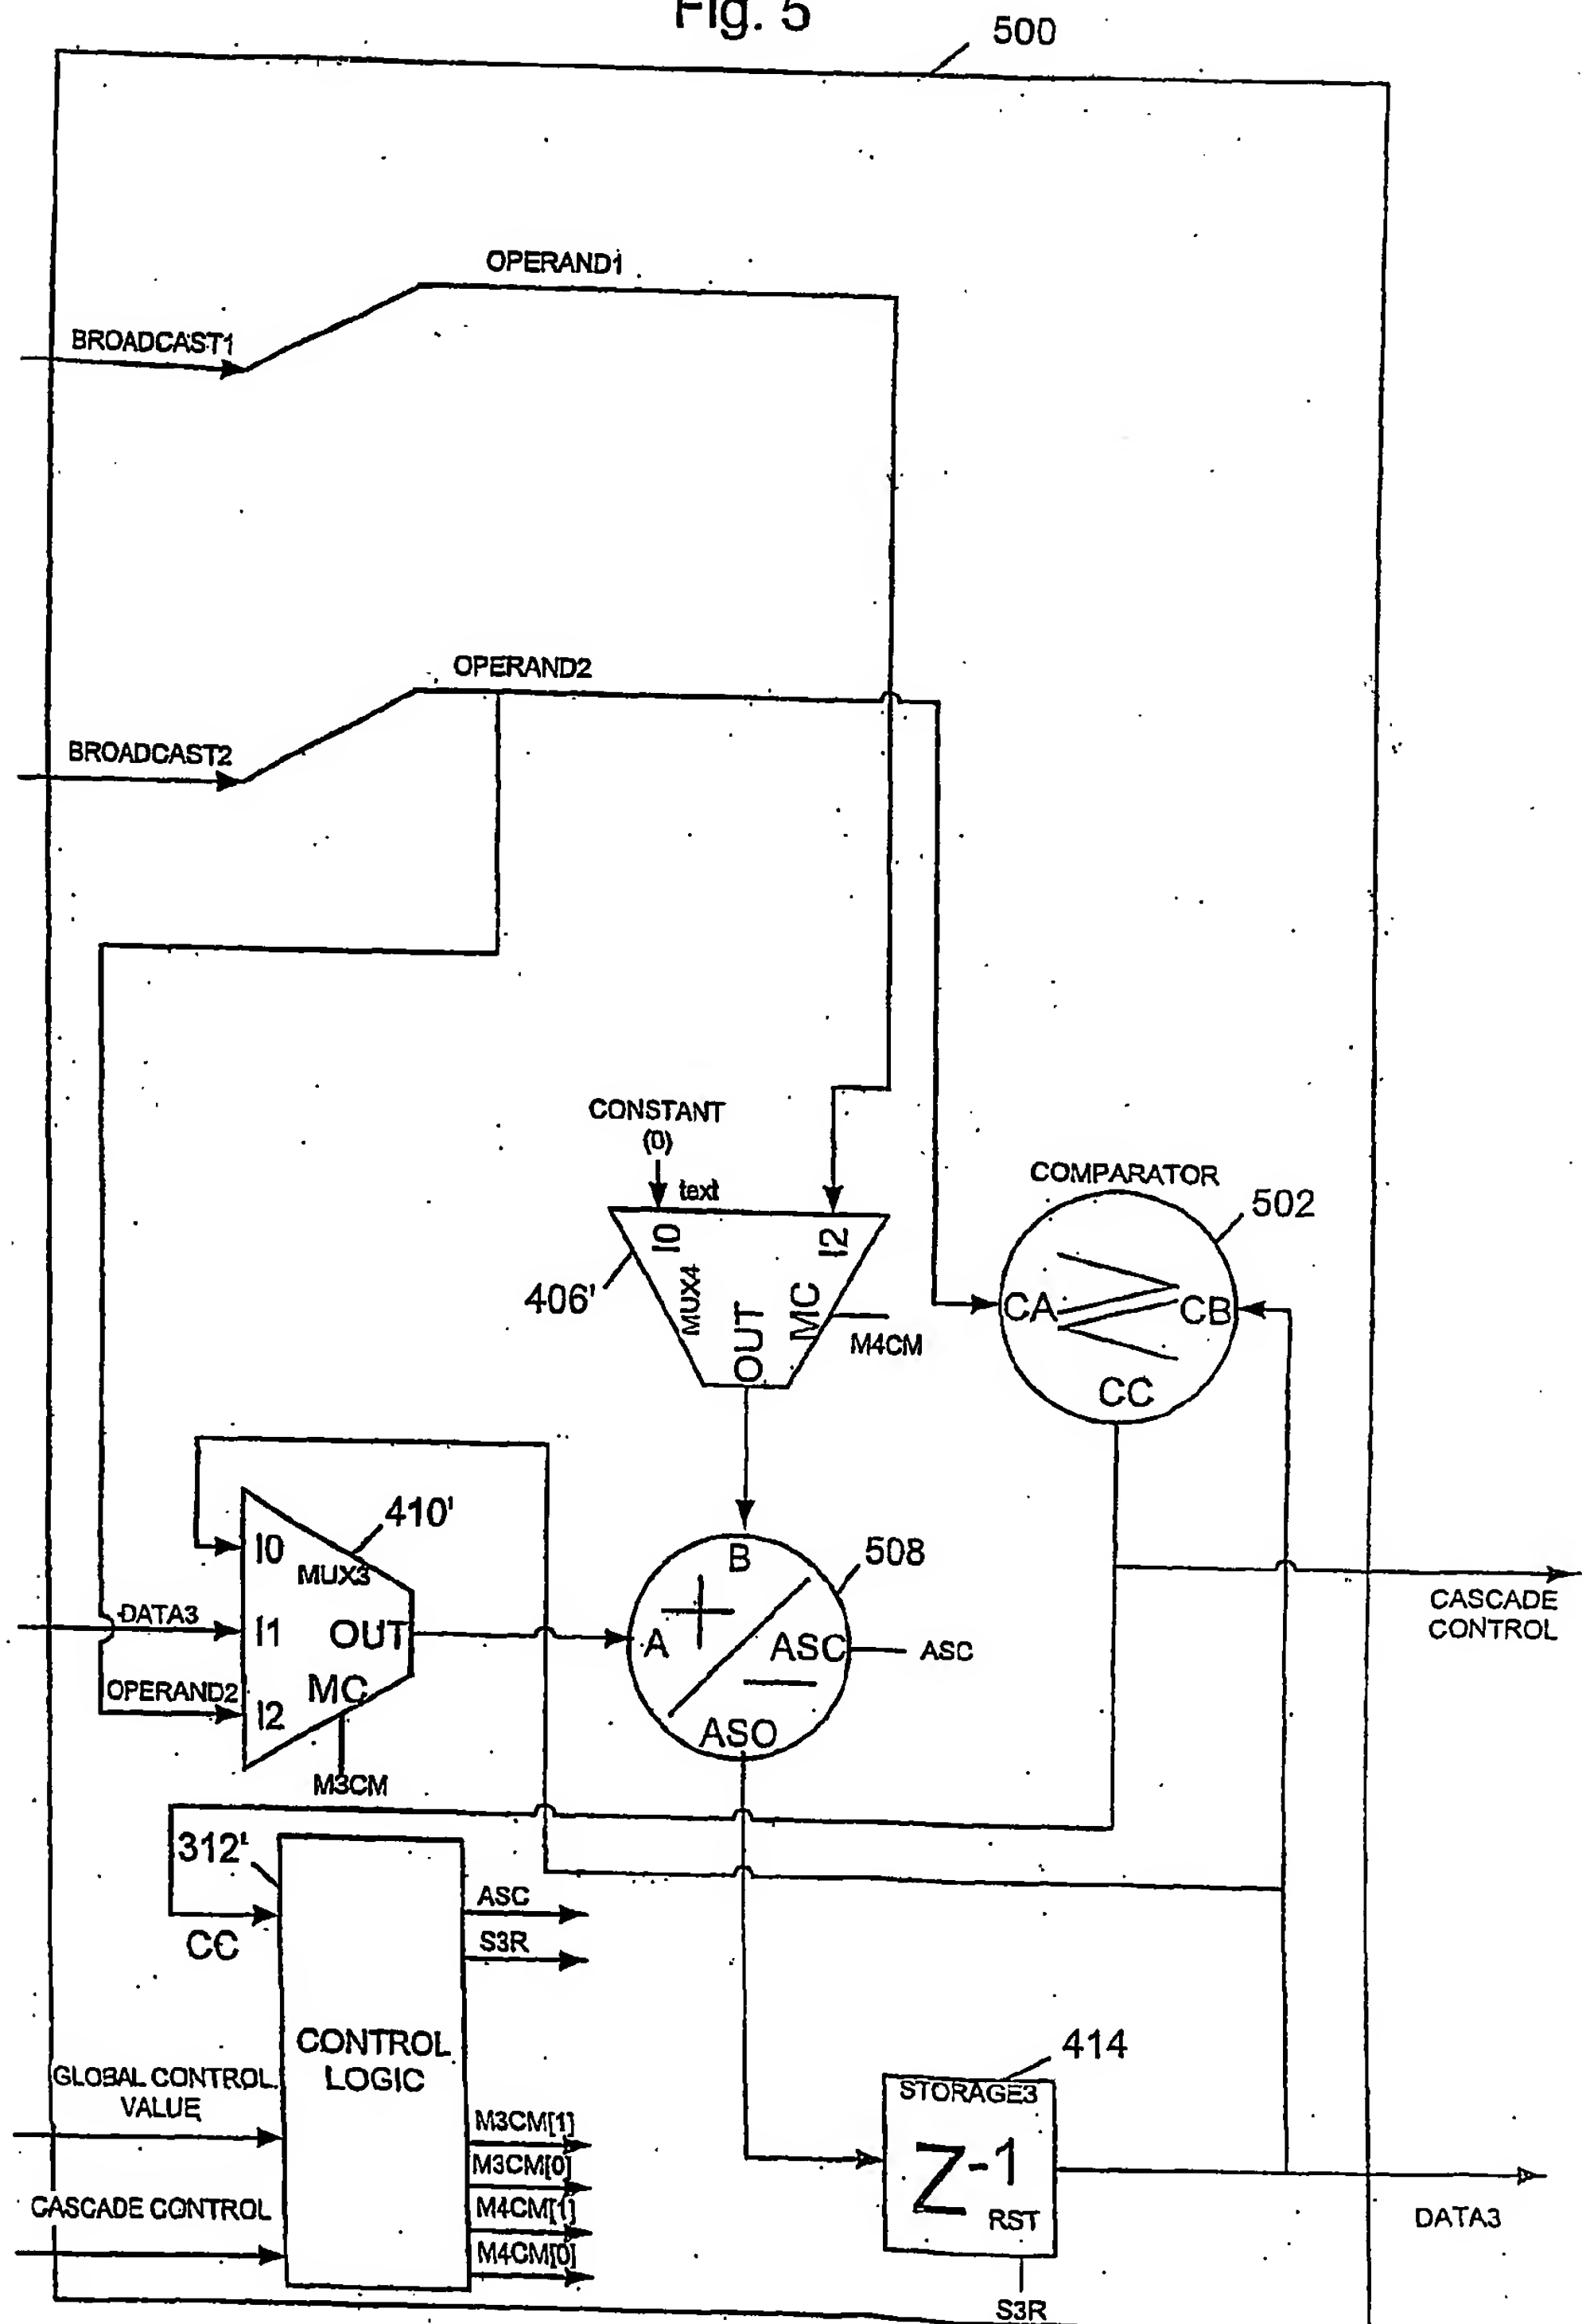 Fig. 5
500
OPERAND1
BROADCAST1
OPERAND2
BROADCAST2
CONSTANT
(0)
text
COMPARATOR
502
I0
I2
MUX4
OUT
MC
406'
M4CM
CA
CB
CC
410'
I0
MUX3
I1
OUT
MC
I2
DATA3
OPERAND2
M3CM
508
B
+
A
ASC
—
ASO
ASC
CASCADE
CONTROL
312'
CC
ASC
S3R
CONTROL
LOGIC
GLOBAL CONTROL
VALUE
CASCADE CONTROL
M3CM[1]
M3CM[0]
M4CM[1]
M4CM[0]
414
STORAGE3
Z-1
RST
S3R
DATA3